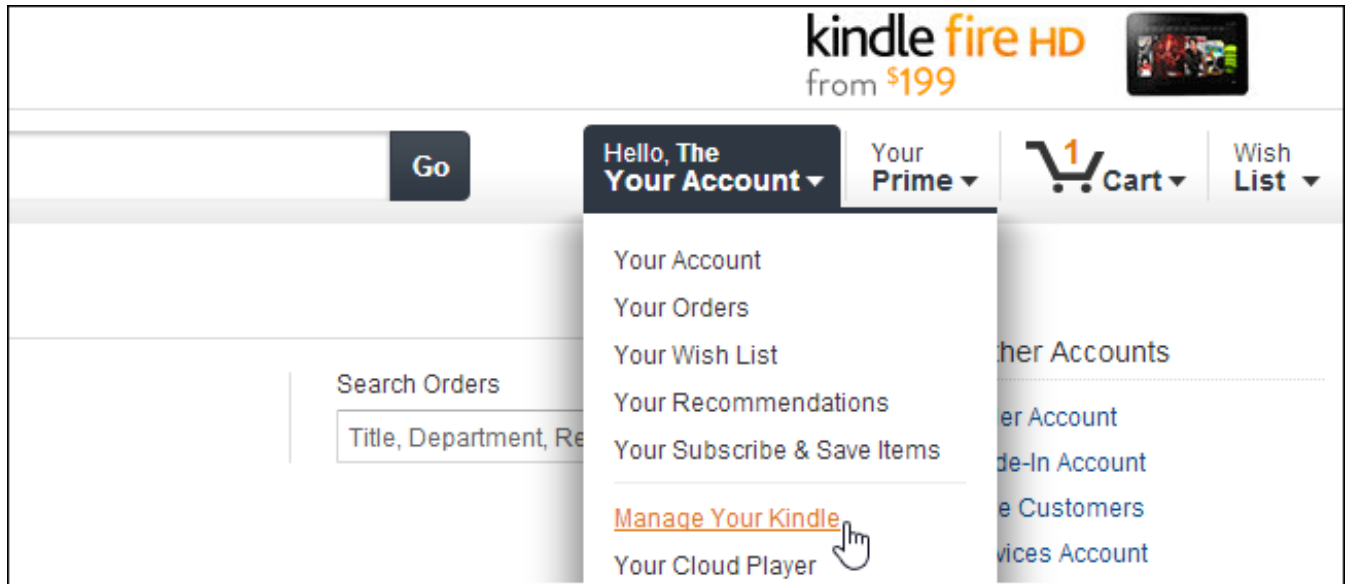 kindle fire HD
from $199
Go
Hello, The
Your Account
Your
Prime
1
Cart
Wish
List
Your Account
Your Orders
Your Wish List
Your Recommendations
Your Subscribe & Save Items
Manage Your Kindle
Your Cloud Player
Search Orders
Title, Department, Re
her Accounts
er Account
de-In Account
e Customers
vices Account